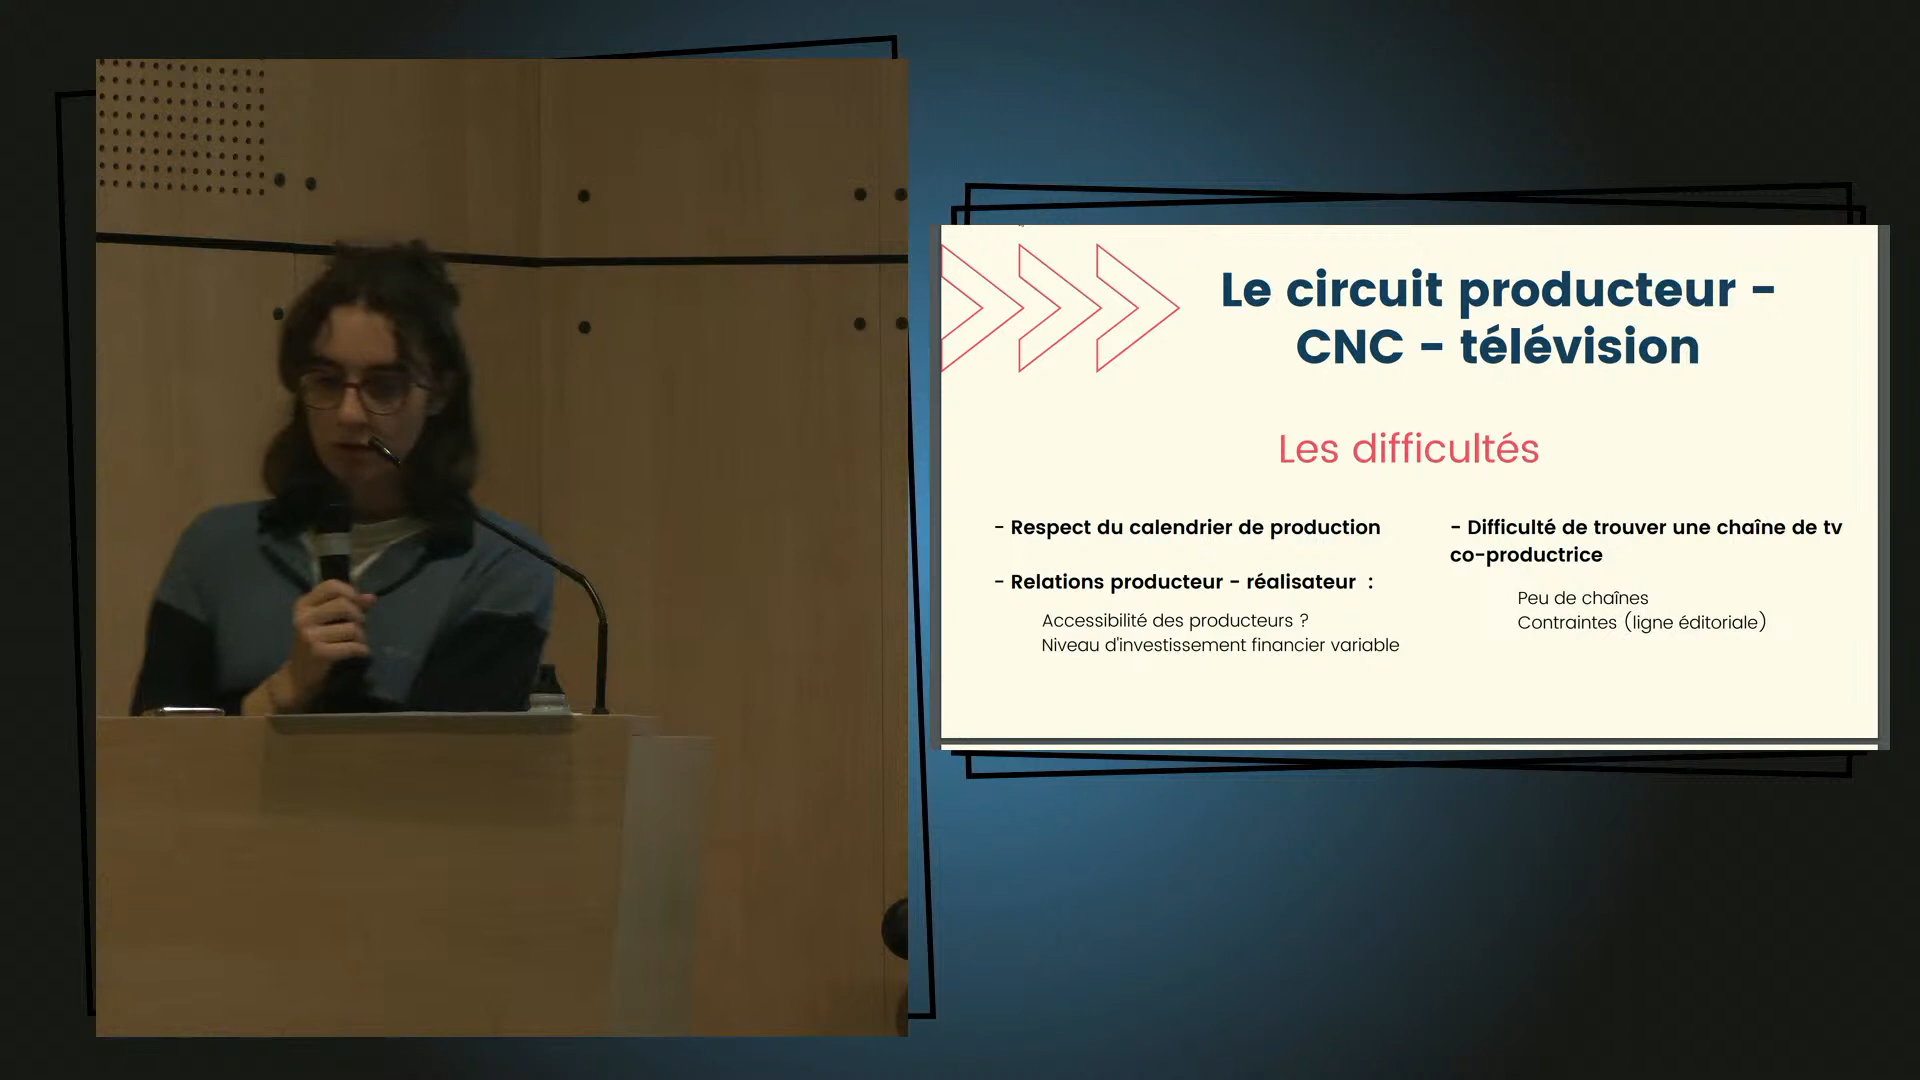 Le circuit producteur -
CNC - télévision
Les difficultés
- Respect du calendrier de production
- Relations producteur - réalisateur :
Accessibilité des producteurs ?
Niveau d'investissement financier variable
- Difficulté de trouver une chaîne de tv
co-productrice
Peu de chaînes
Contraintes (ligne éditoriale)